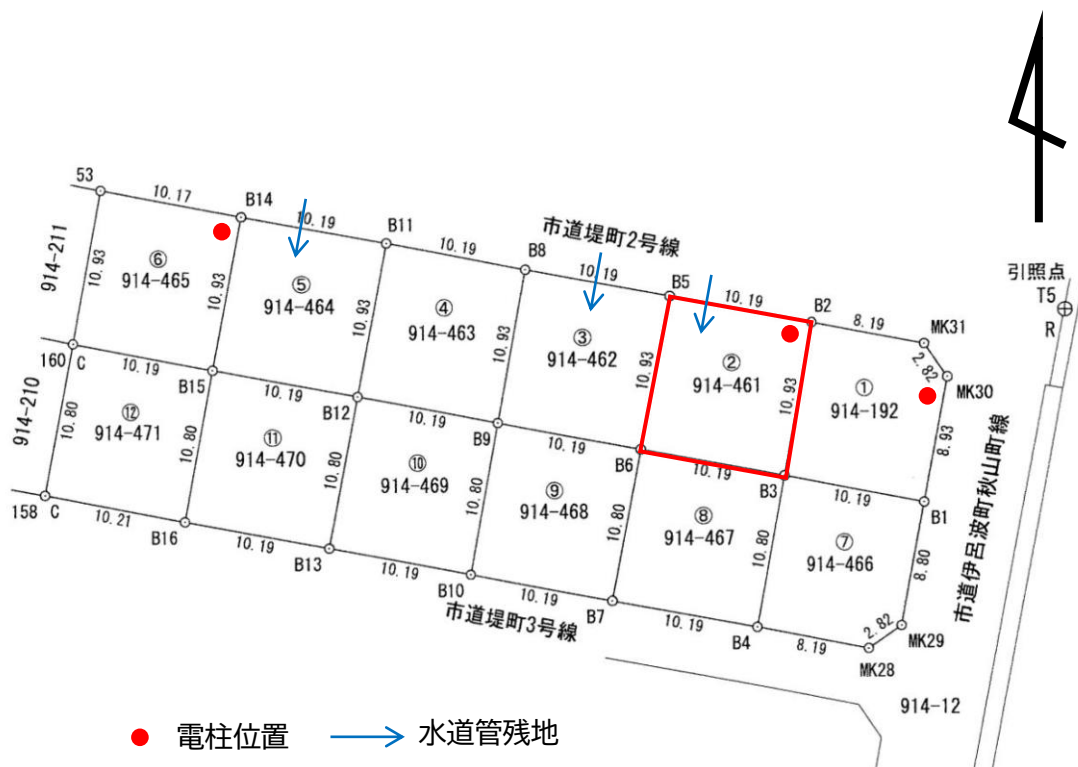 53
10.17
B14
10.19
B11
10.19
B8
市道堤町2号線
10.19
B5
10.19
B2
8.19
MK31
2.82
MK30
引照点
T5
R
914-211
10.93
⑥
914-465
10.93
⑤
914-464
10.93
④
914-463
10.93
③
914-462
10.93
②
914-461
10.93
①
914-192
8.93
市道伊呂波町秋山町線
160 C
10.19
B15
10.19
B12
10.19
B9
10.19
B6
10.19
B3
10.19
B1
914-210
10.80
⑫
914-471
10.80
⑪
914-470
10.80
⑩
914-469
10.80
⑨
914-468
10.80
⑧
914-467
10.80
⑦
914-466
8.80
158 C
10.21
B16
10.19
B13
10.19
B10
10.19
B7
10.19
B4
8.19
MK28
2.82
MK29
市道堤町3号線
914-12
電柱位置
水道管残地